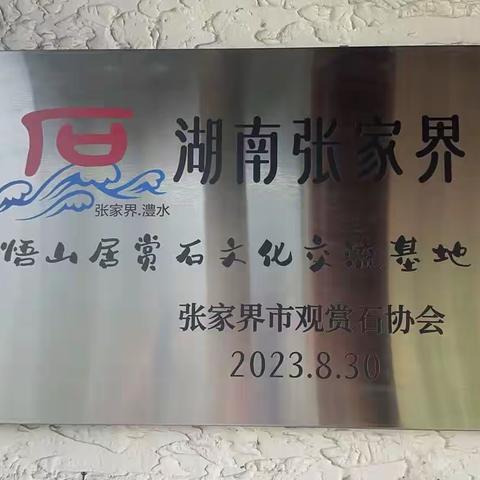 石
湖南张家界
张家界.澧水
悟山居赏石文化交流基地
张家界市观赏石协会
2023.8.30